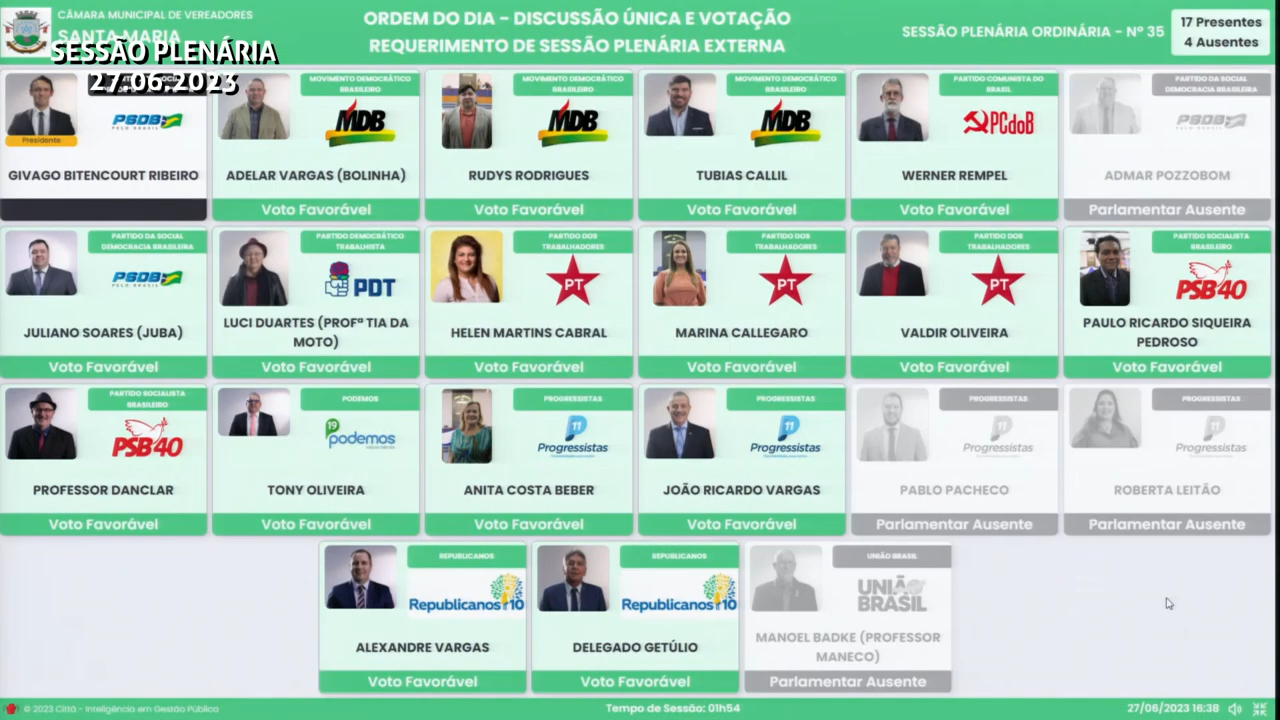 CÂMARA MUNICIPAL DE VEREADORES
SANTA MARIA
SESSÃO PLENÁRIA
27/06.2023
ORDEM DO DIA - DISCUSSÃO ÚNICA E VOTAÇÃO
REQUERIMENTO DE SESSÃO PLENÁRIA EXTERNA
SESSÃO PLENÁRIA ORDINÁRIA - Nº 35
17 Presentes
4 Ausentes
PSDB
Presidente
GIVAGO BITENCOURT RIBEIRO
MOVIMENTO DEMOCRÁTICO
BRASILEIRO
MDB
ADELAR VARGAS (BOLINHA)
Voto Favorável
MOVIMENTO DEMOCRÁTICO
BRASILEIRO
MDB
RUDYS RODRIGUES
Voto Favorável
MOVIMENTO DEMOCRÁTICO
BRASILEIRO
MDB
TUBIAS CALLIL
Voto Favorável
PARTIDO COMUNISTA DO
BRASIL
PCdoB
WERNER REMPEL
Voto Favorável
PARTIDO DA SOCIAL
DEMOCRACIA BRASILEIRA
PSDB
PELO BRASIL
ADMAR POZZOBOM
Parlamentar Ausente
PARTIDO DA SOCIAL
DEMOCRACIA BRASILEIRA
PSDB
PELO BRASIL
JULIANO SOARES (JUBA)
Voto Favorável
PARTIDO DEMOCRÁTICO
TRABALHISTA
PDT
LUCI DUARTES (PROFª TIA DA
MOTO)
Voto Favorável
PARTIDO DOS
TRABALHADORES
PT
HELEN MARTINS CABRAL
Voto Favorável
PARTIDO DOS
TRABALHADORES
PT
MARINA CALLEGARO
Voto Favorável
PARTIDO DOS
TRABALHADORES
PT
VALDIR OLIVEIRA
Voto Favorável
PARTIDO SOCIALISTA
BRASILEIRO
PSB40
PAULO RICARDO SIQUEIRA
PEDROSO
Voto Favorável
PARTIDO SOCIALISTA
BRASILEIRO
PSB40
PROFESSOR DANCLAR
Voto Favorável
PODEMOS
19
podemos
TONY OLIVEIRA
Voto Favorável
PROGRESSISTAS
11
Progressistas
ANITA COSTA BEBER
Voto Favorável
PROGRESSISTAS
11
Progressistas
JOÃO RICARDO VARGAS
Voto Favorável
PROGRESSISTAS
11
Progressistas
PABLO PACHECO
Parlamentar Ausente
PROGRESSISTAS
11
Progressistas
ROBERTA LEITÃO
Parlamentar Ausente
REPUBLICANOS
Republicanos 10
ALEXANDRE VARGAS
Voto Favorável
REPUBLICANOS
Republicanos 10
DELEGADO GETÚLIO
Voto Favorável
UNIÃO BRASIL
UNIÃO
BRASIL
MANOEL BADKE (PROFESSOR
MANECO)
Parlamentar Ausente
© 2023 Cittá - Inteligência em Gestão Pública
Tempo de Sessão: 01h54
27/06/2023 16:38